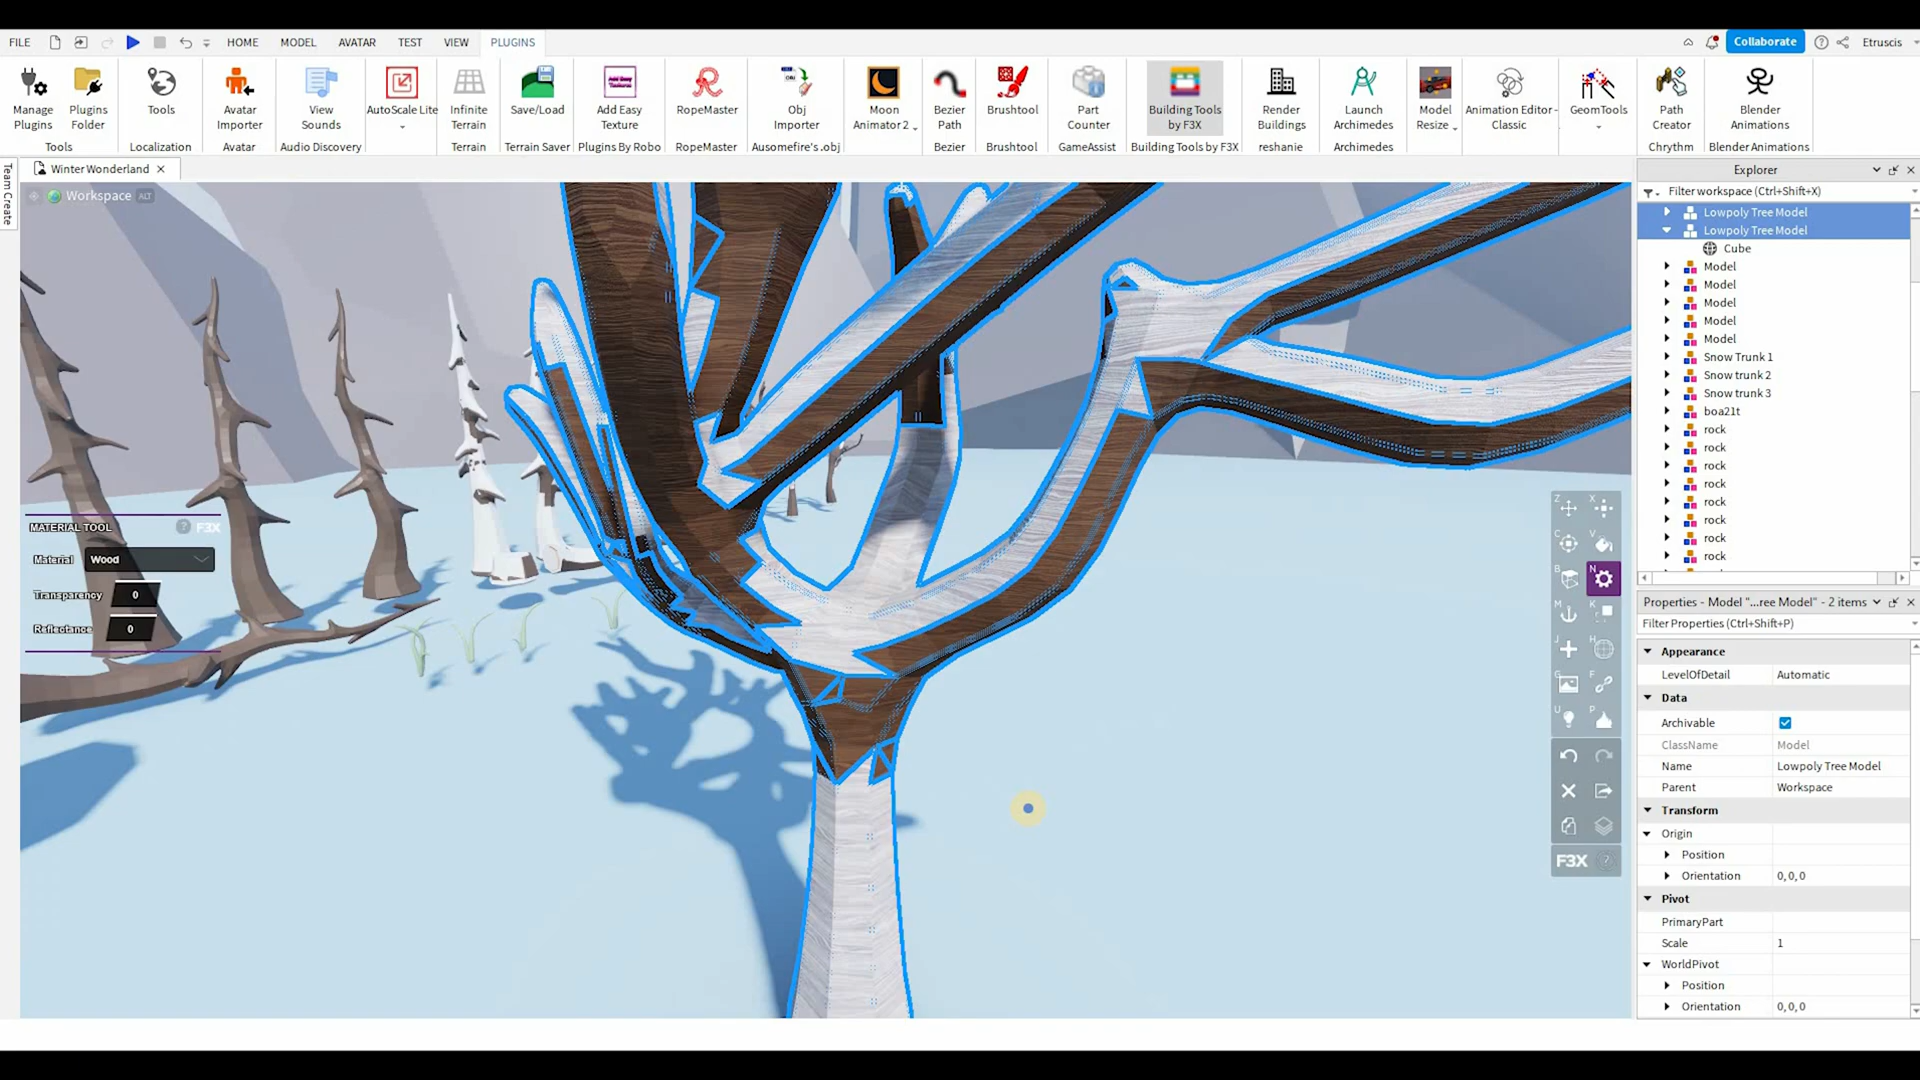 FILE HOME MODEL AVATAR TEST VIEW PLUGINS Collaborate Etruscis
Manage Plugins
Plugins Folder
Tools
Avatar Importer
View Sounds
AutoScale Lite
Infinite Terrain
Save/Load
Add Easy Texture
RopeMaster
Obj Importer
Moon Animator 2
Bezier Path
Brushtool
Part Counter
Building Tools by F3X
Render Buildings
Launch Archimedes
Model Resize
Animation Editor - Classic
GeomTools
Path Creator
Blender Animations
Tools Localization Avatar Audio Discovery Terrain Terrain Saver Plugins By Robo RopeMaster Ausomefire's.obj Bezier Brushtool GameAssist Building Tools by F3X reshanie Archimedes Chrythm Blender Animations
Team Create
Winter Wonderland
Workspace ALT
MATERIAL TOOL ? F3X
Material Wood
Transparency 0
Reflectance 0
Z X
C V
B N
M K
J H
G F
U P
F3X ?
Explorer
Filter workspace (Ctrl+Shift+X)
Lowpoly Tree Model
Lowpoly Tree Model
Cube
Model
Model
Model
Model
Model
Snow Trunk 1
Snow trunk 2
Snow trunk 3
boa21t
rock
rock
rock
rock
rock
rock
rock
rock
Properties - Model "...ree Model" - 2 items
Filter Properties (Ctrl+Shift+P)
Appearance
LevelOfDetail Automatic
Data
Archivable
ClassName Model
Name Lowpoly Tree Model
Parent Workspace
Transform
Origin
Position
Orientation 0, 0, 0
Pivot
PrimaryPart
Scale 1
WorldPivot
Position
Orientation 0, 0, 0